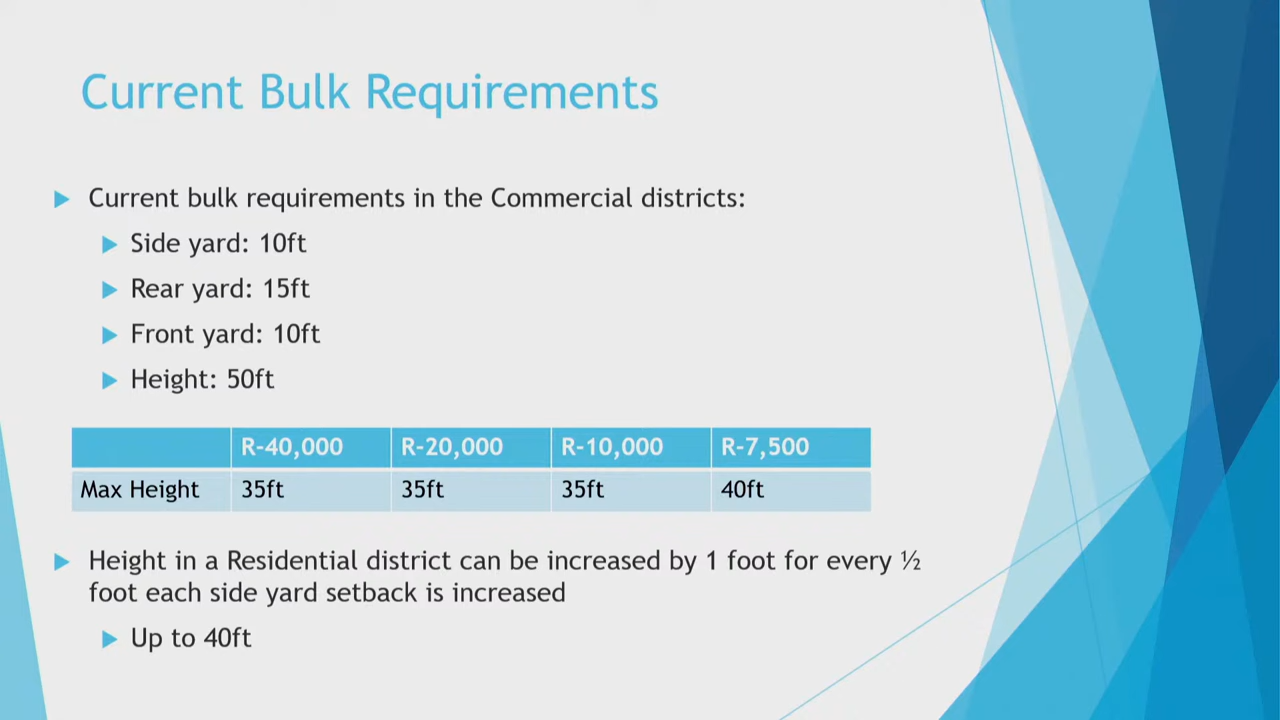 Current Bulk Requirements
Current bulk requirements in the Commercial districts:
Side yard: 10ft
Rear yard: 15ft
Front yard: 10ft
Height: 50ft
R-40,000 R-20,000 R-10,000 R-7,500
Max Height 35ft 35ft 35ft 40ft
Height in a Residential district can be increased by 1 foot for every ½
foot each side yard setback is increased
Up to 40ft